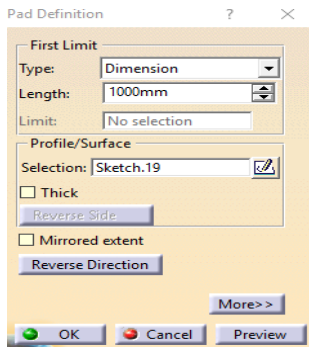 Pad Definition ? ×
First Limit
Type: Dimension
Length: 1000mm
Limit: No selection
Profile/Surface
Selection: Sketch.19
Thick
Reverse Side
Mirrored extent
Reverse Direction
More>>
OK Cancel Preview